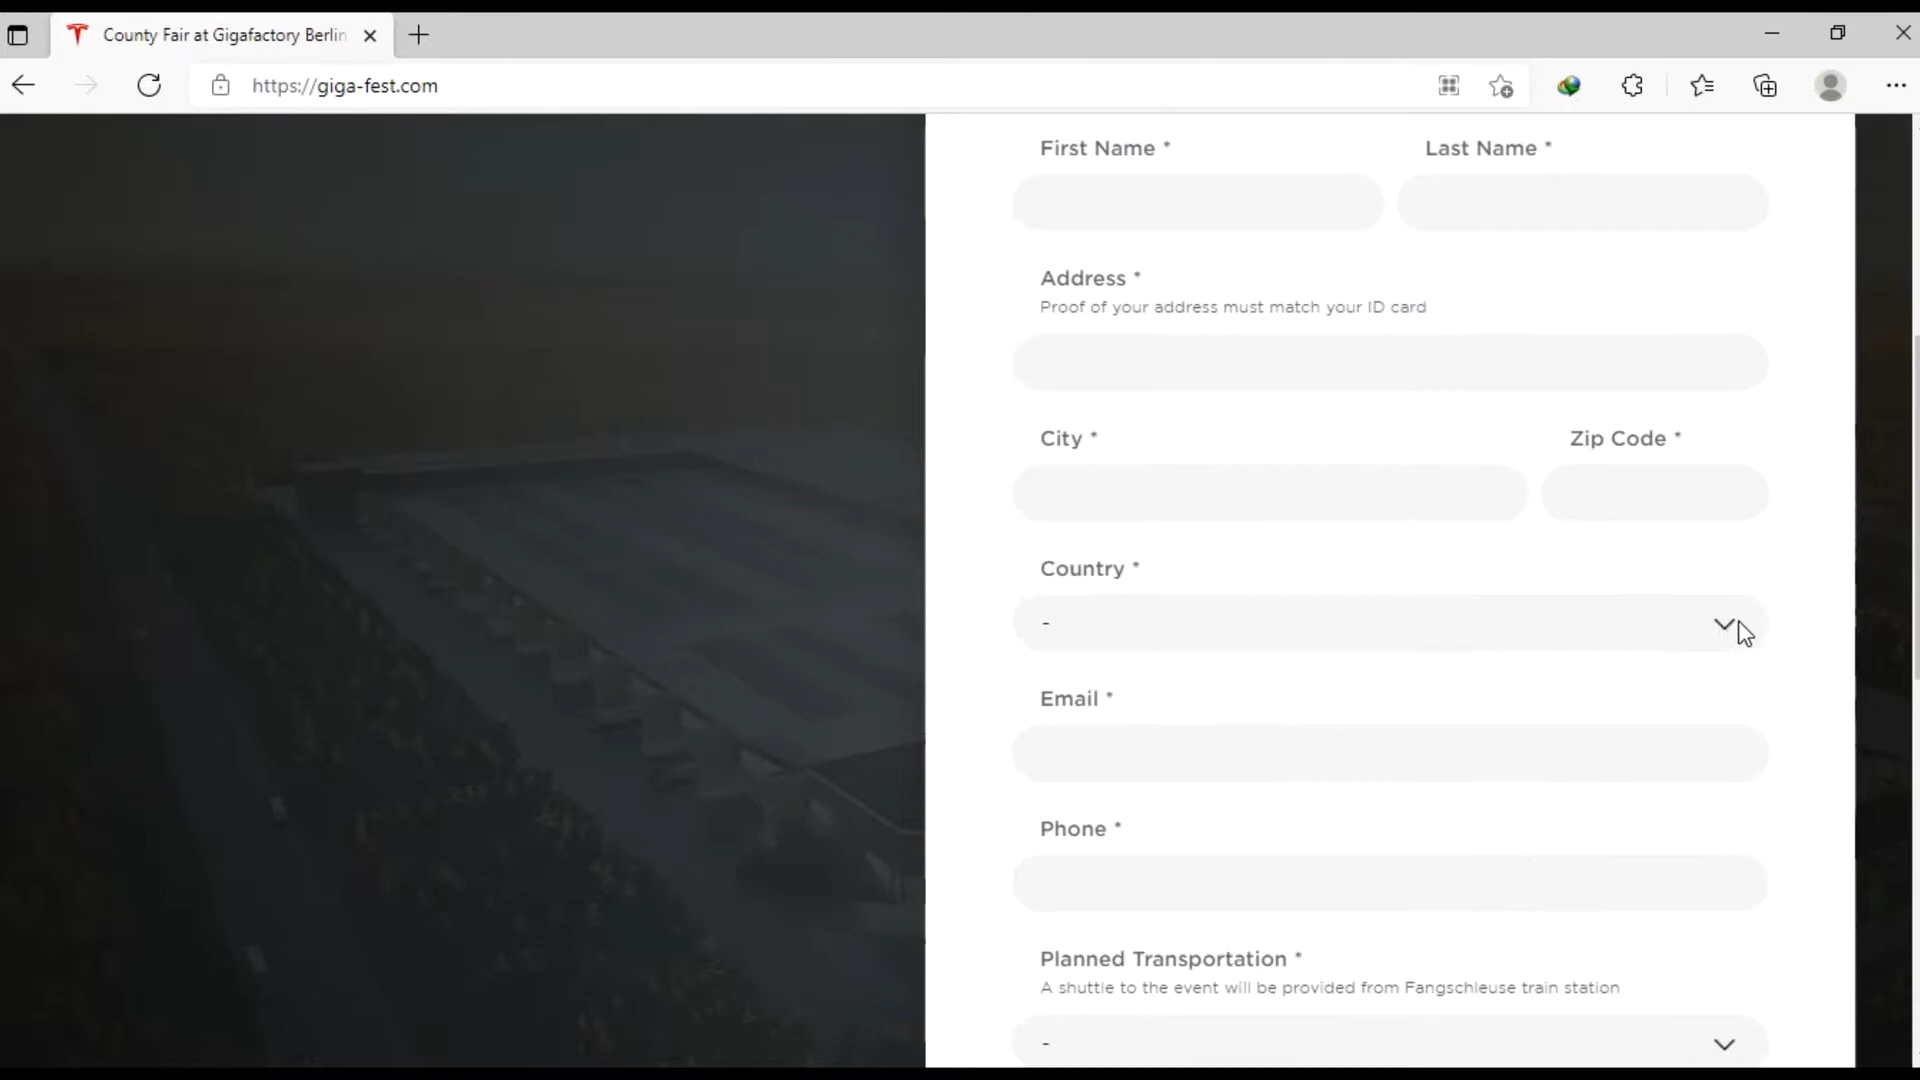 County Fair at Gigafactory Berlin
https://giga-fest.com
First Name *
Last Name *
Address *
Proof of your address must match your ID card
City *
Zip Code *
Country *
-
Email *
Phone *
Planned Transportation *
A shuttle to the event will be provided from Fangschleuse train station
-